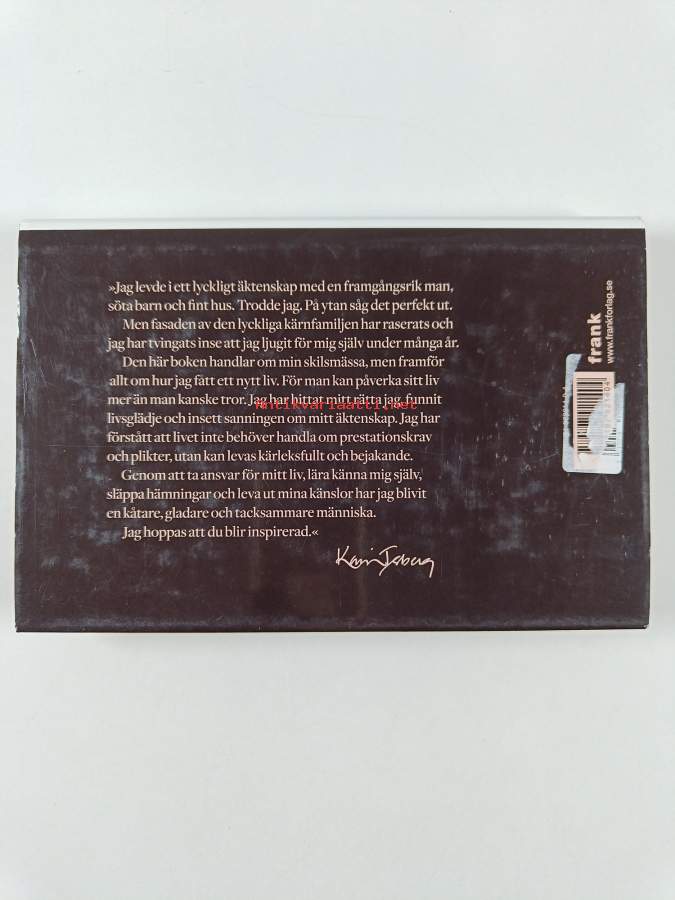 »Jag levde i ett lyckligt äktenskap med en framgångsrik man,
söta barn och fint hus. Trodde jag. På ytan såg det perfekt ut.
Men fasaden av den lyckliga kärnfamiljen har raserats och
jag har tvingats inse att jag ljugit för mig själv under många år.
Den här boken handlar om min skilsmässa, men framför
allt om hur jag fått ett nytt liv. För man kan påverka sitt liv
mer än man kanske tror. Jag har hittat mitt rätta jag, funnit
antikvariaatti.net
livsglädje och insett sanningen om mitt äktenskap. Jag har
förstått att livet inte behöver handla om prestationskrav
och plikter, utan kan levas kärleksfullt och bejakande.
Genom att ta ansvar för mitt liv, lära känna mig själv,
släppa hämningar och leva ut mina känslor har jag blivit
en kåtare, gladare och tacksammare människa.
Jag hoppas att du blir inspirerad.«
frank
www.frankforlag.se